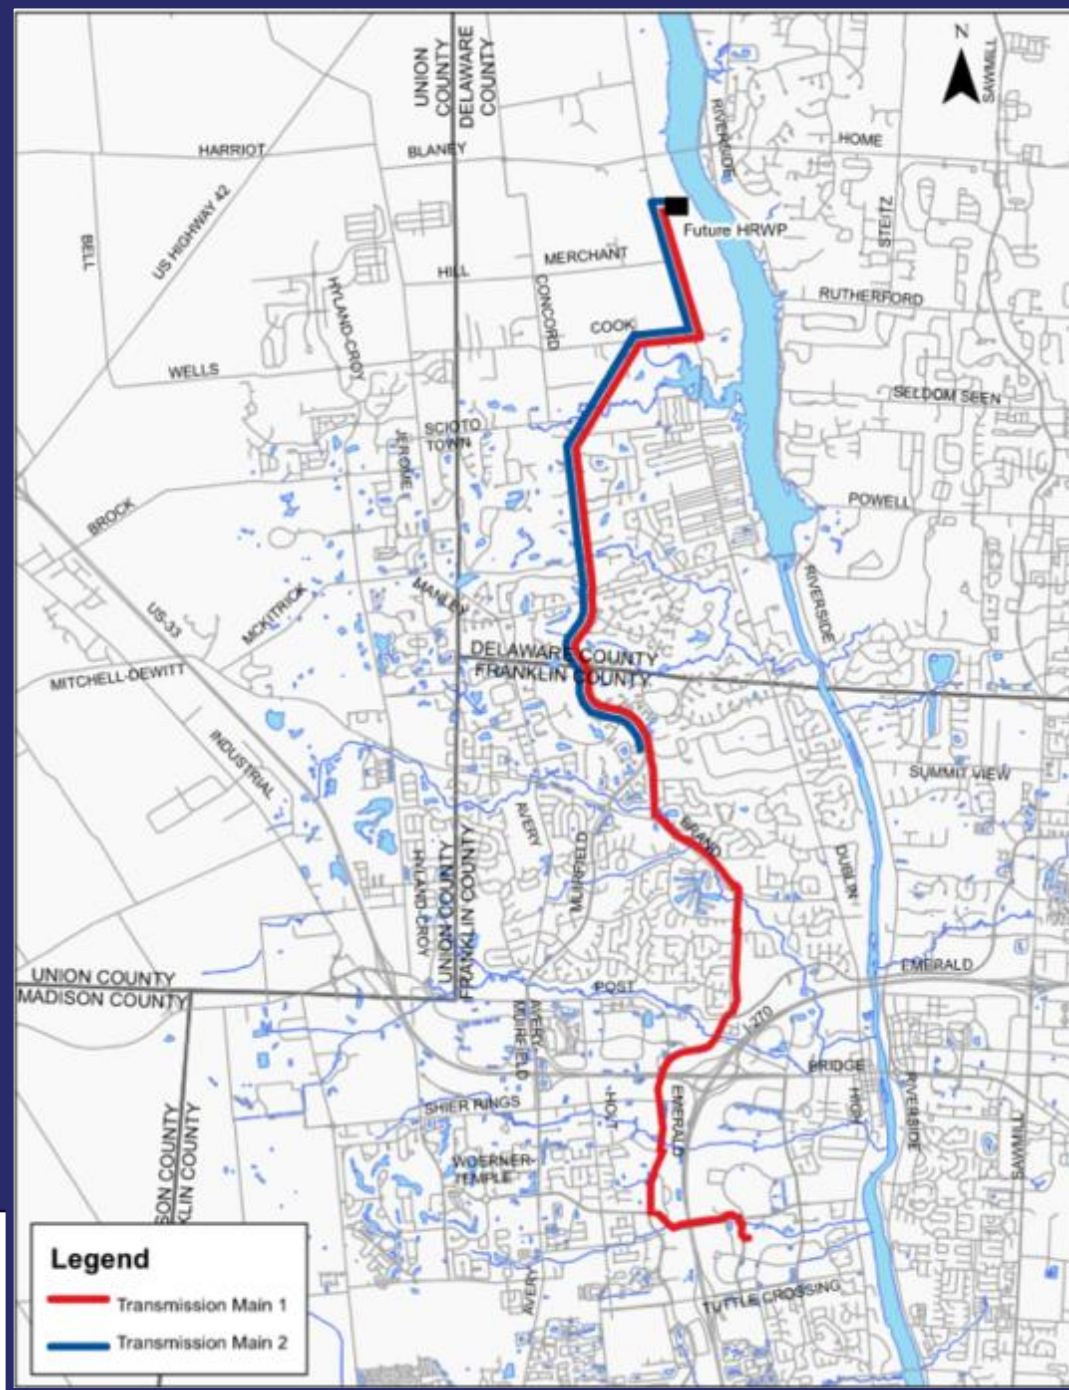 N
SAWMILL
UNION
COUNTY
DELAWARE
COUNTY
RIVERSIDE
HOME
HARRIOT
BLANEY
US HIGHWAY 42
STEITZ
Future HRWP
BELL
MERCHANT
HILL
HYLAND-CROY
CONCORD
RUTHERFORD
COOK
WELLS
SELDOM SEEN
SCIOTO
TOWN
JEROME
POWELL
BROCK
MANLEY
RIVERSIDE
US-33
MCKITRICK
DELAWARE COUNTY
FRANKLIN COUNTY
MITCHELL-DEWITT
INDUSTRIAL
SUMMIT VIEW
AVERY
BRAND
MUIRFIELD
DUBLIN
HYLAND-CROY
UNION COUNTY
FRANKLIN COUNTY
EMERALD
UNION COUNTY
MADISON COUNTY
POST
AVERY
MUIRFIELD
I-270
BRIDGE
SHIER RINGS
HOLT
EMERALD
HIGH
RIVERSIDE
SAWMILL
WOERNER-
TEMPLE
SON COUNTY
KLIN COUNTY
AVERY
TUTTLE CROSSING
Legend
Transmission Main 1
Transmission Main 2